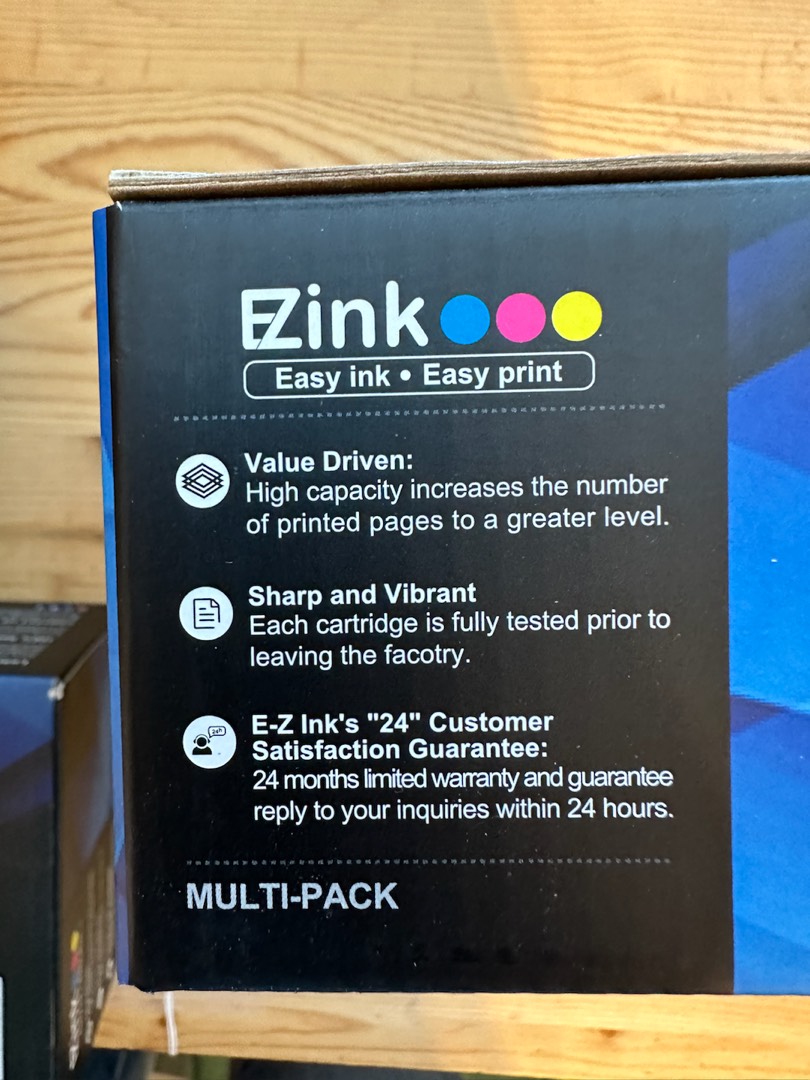 EZink
Easy ink • Easy print
Value Driven:
High capacity increases the number
of printed pages to a greater level.
Sharp and Vibrant
Each cartridge is fully tested prior to
leaving the facotry.
24h
E-Z Ink's "24" Customer
Satisfaction Guarantee:
24 months limited warranty and guarantee
reply to your inquiries within 24 hours.
MULTI-PACK